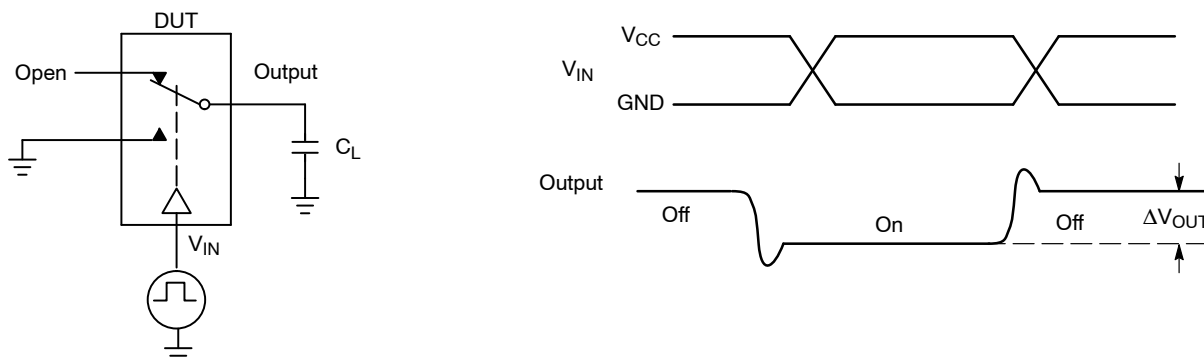 DUT
Open
Output
C_L
V_IN
V_CC
V_IN
GND
Output
Off
On
Off
ΔV_OUT